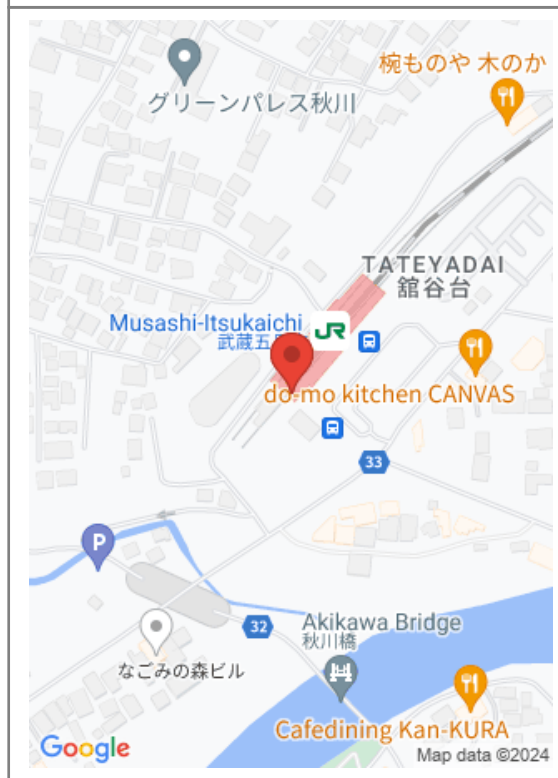 椀ものや 木のか
グリーンパレス秋川
TATEYADAI
舘谷台
Musashi-Itsukaichi
武蔵五
JR
do-mo kitchen CANVAS
33
P
Akikawa Bridge
秋川橋
32
なごみの森ビル
Cafedining Kan-KURA
Google
Map data ©2024